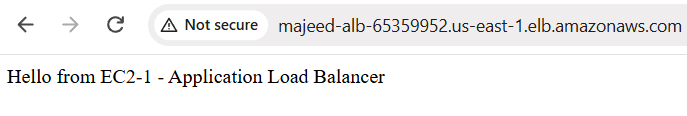 Not secure majeed-alb-65359952.us-east-1.elb.amazonaws.com
Hello from EC2-1 - Application Load Balancer